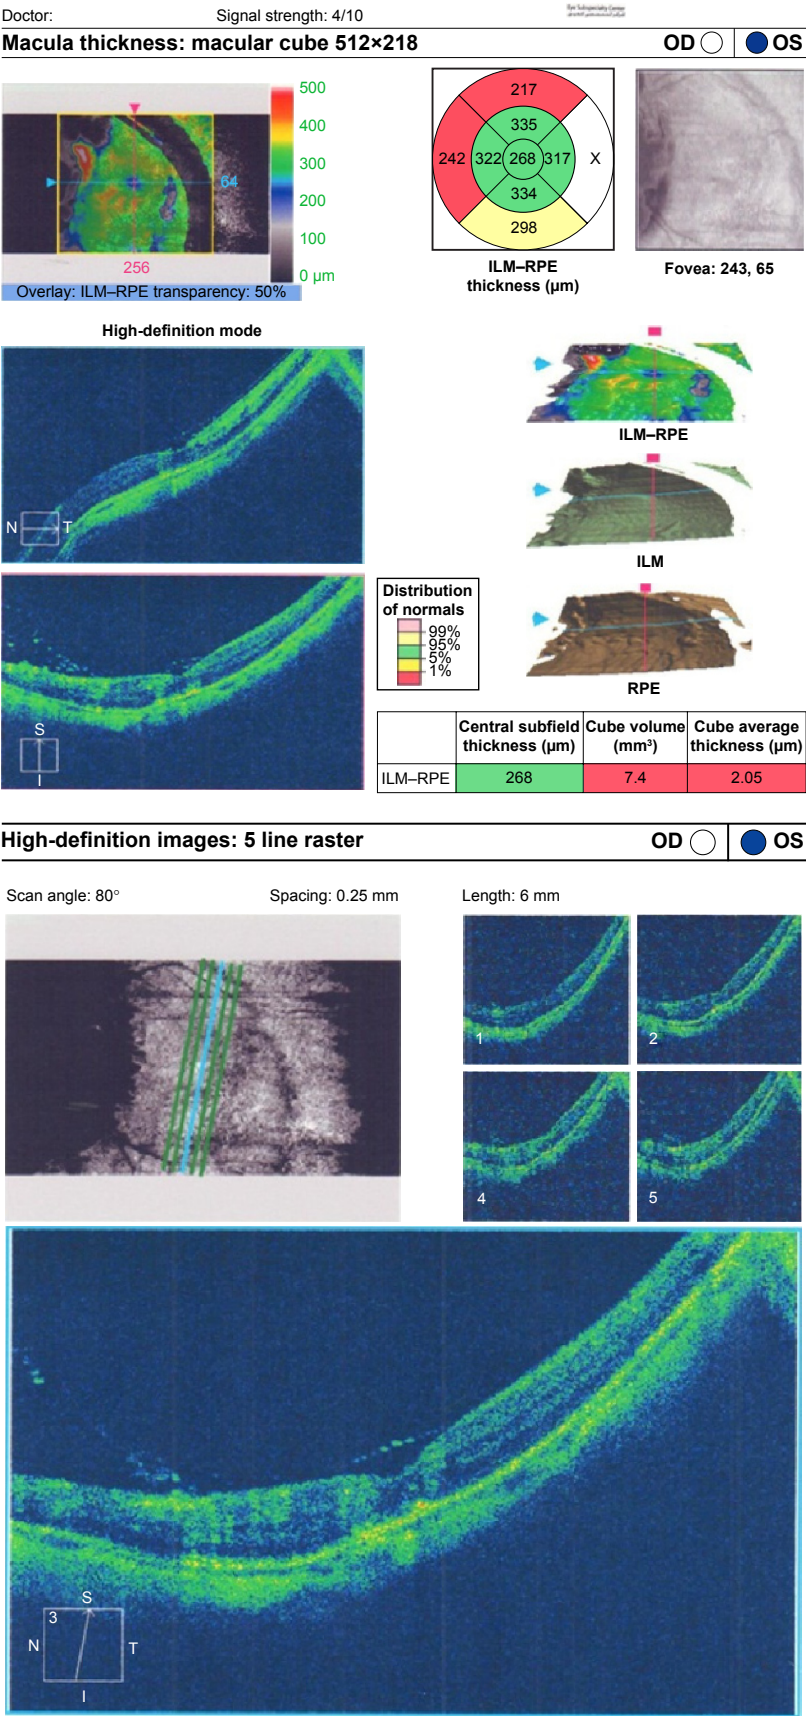 Doctor:
Signal strength: 4/10
Macula thickness: macular cube 512×218
OD
OS
500
400
300
200
100
0 µm
64
256
Overlay: ILM–RPE transparency: 50%
217
335
242
322
268
317
X
334
298
ILM–RPE
thickness (µm)
Fovea: 243, 65
High-definition mode
N
T
S
I
ILM–RPE
ILM
RPE
Distribution
of normals
99%
95%
5%
1%
Central subfield
thickness (µm)
Cube volume
(mm³)
Cube average
thickness (µm)
ILM–RPE
268
7.4
2.05
High-definition images: 5 line raster
OD
OS
Scan angle: 80°
Spacing: 0.25 mm
Length: 6 mm
1
2
4
5
3
S
N
T
I